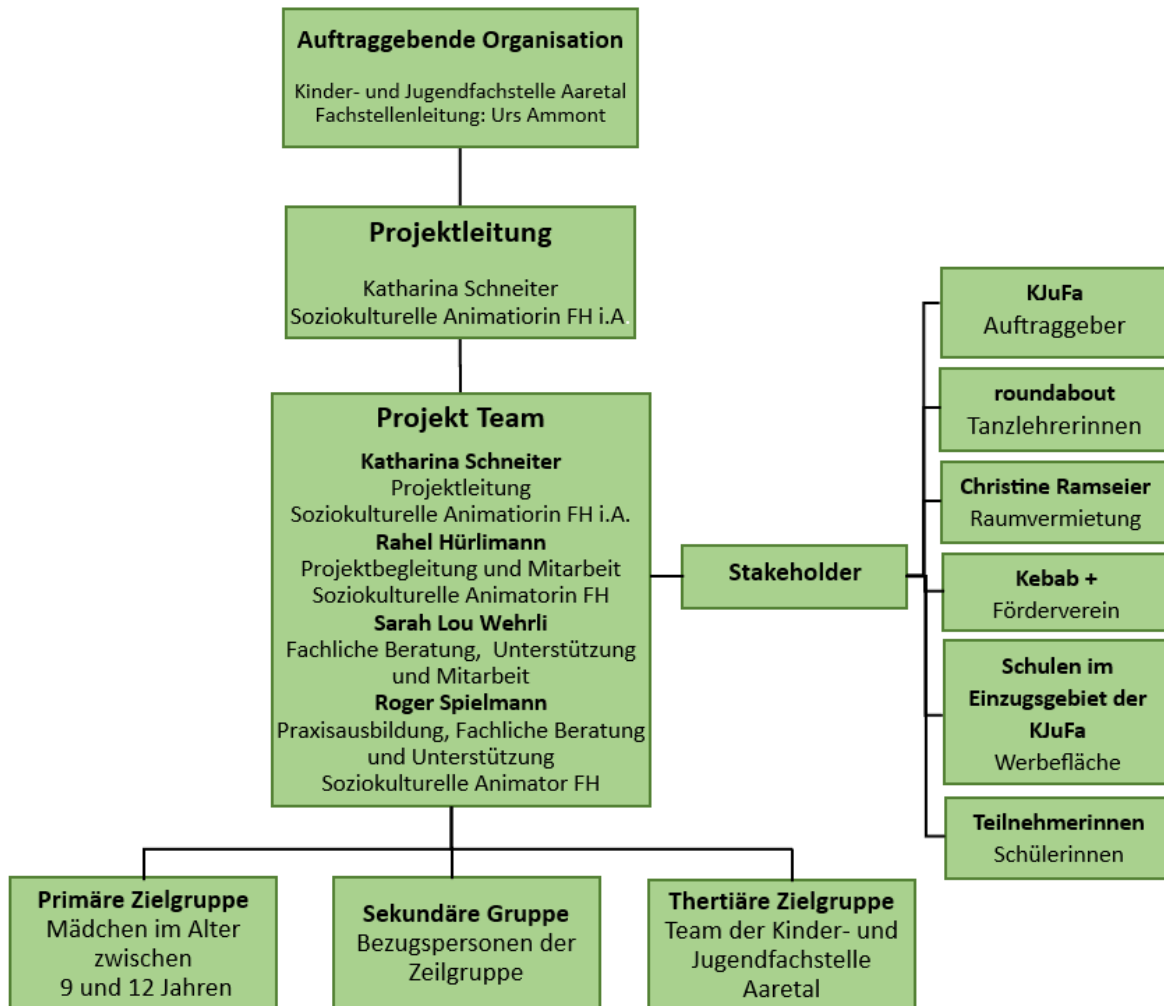 Auftraggebende Organisation
Kinder- und Jugendfachstelle Aaretal
Fachstellenleitung: Urs Ammont
Projektleitung
Katharina Schneiter
Soziokulturelle Animatiorin FH i.A.
Projekt Team
Katharina Schneiter
Projektleitung
Soziokulturelle Animatiorin FH i.A.
Rahel Hürlimann
Projektbegleitung und Mitarbeit
Soziokulturelle Animatorin FH
Sarah Lou Wehrli
Fachliche Beratung, Unterstützung
und Mitarbeit
Roger Spielmann
Praxisausbildung, Fachliche Beratung
und Unterstützung
Soziokulturelle Animator FH
Stakeholder
KJuFa
Auftraggeber
roundabout
Tanzlehrerinnen
Christine Ramseier
Raumvermietung
Kebab +
Förderverein
Schulen im
Einzugsgebiet der
KJuFa
Werbefläche
Teilnehmerinnen
Schülerinnen
Primäre Zielgruppe
Mädchen im Alter
zwischen
9 und 12 Jahren
Sekundäre Gruppe
Bezugspersonen der
Zeilgruppe
Thertiäre Zielgruppe
Team der Kinder- und
Jugendfachstelle
Aaretal